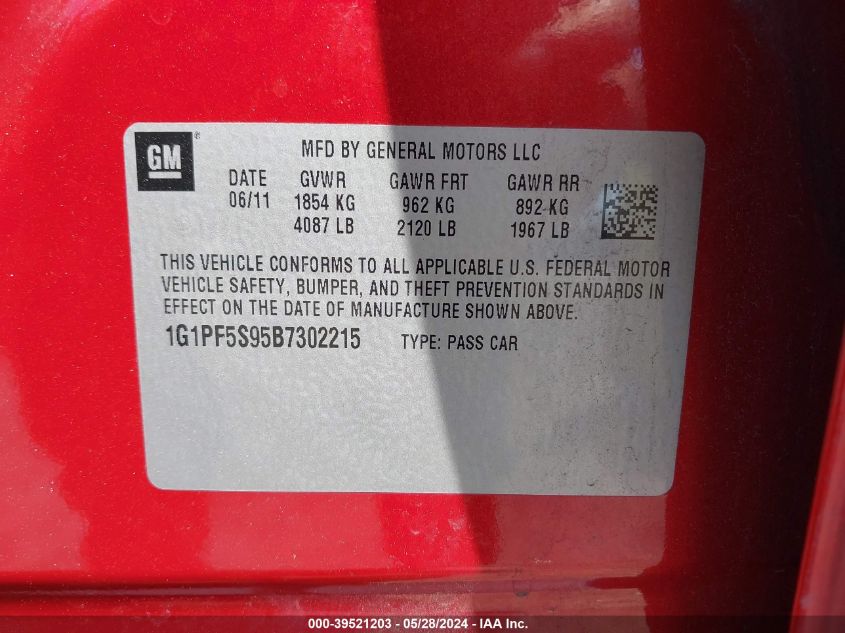 GM ®
MFD BY GENERAL MOTORS LLC
DATE GVWR GAWR FRT GAWR RR
06/11 1854 KG 962 KG 892 KG
4087 LB 2120 LB 1967 LB
THIS VEHICLE CONFORMS TO ALL APPLICABLE U.S. FEDERAL MOTOR
VEHICLE SAFETY, BUMPER, AND THEFT PREVENTION STANDARDS IN
EFFECT ON THE DATE OF MANUFACTURE SHOWN ABOVE.
1G1PF5S95B7302215 TYPE: PASS CAR
000-39521203 - 05/28/2024 - IAA Inc.